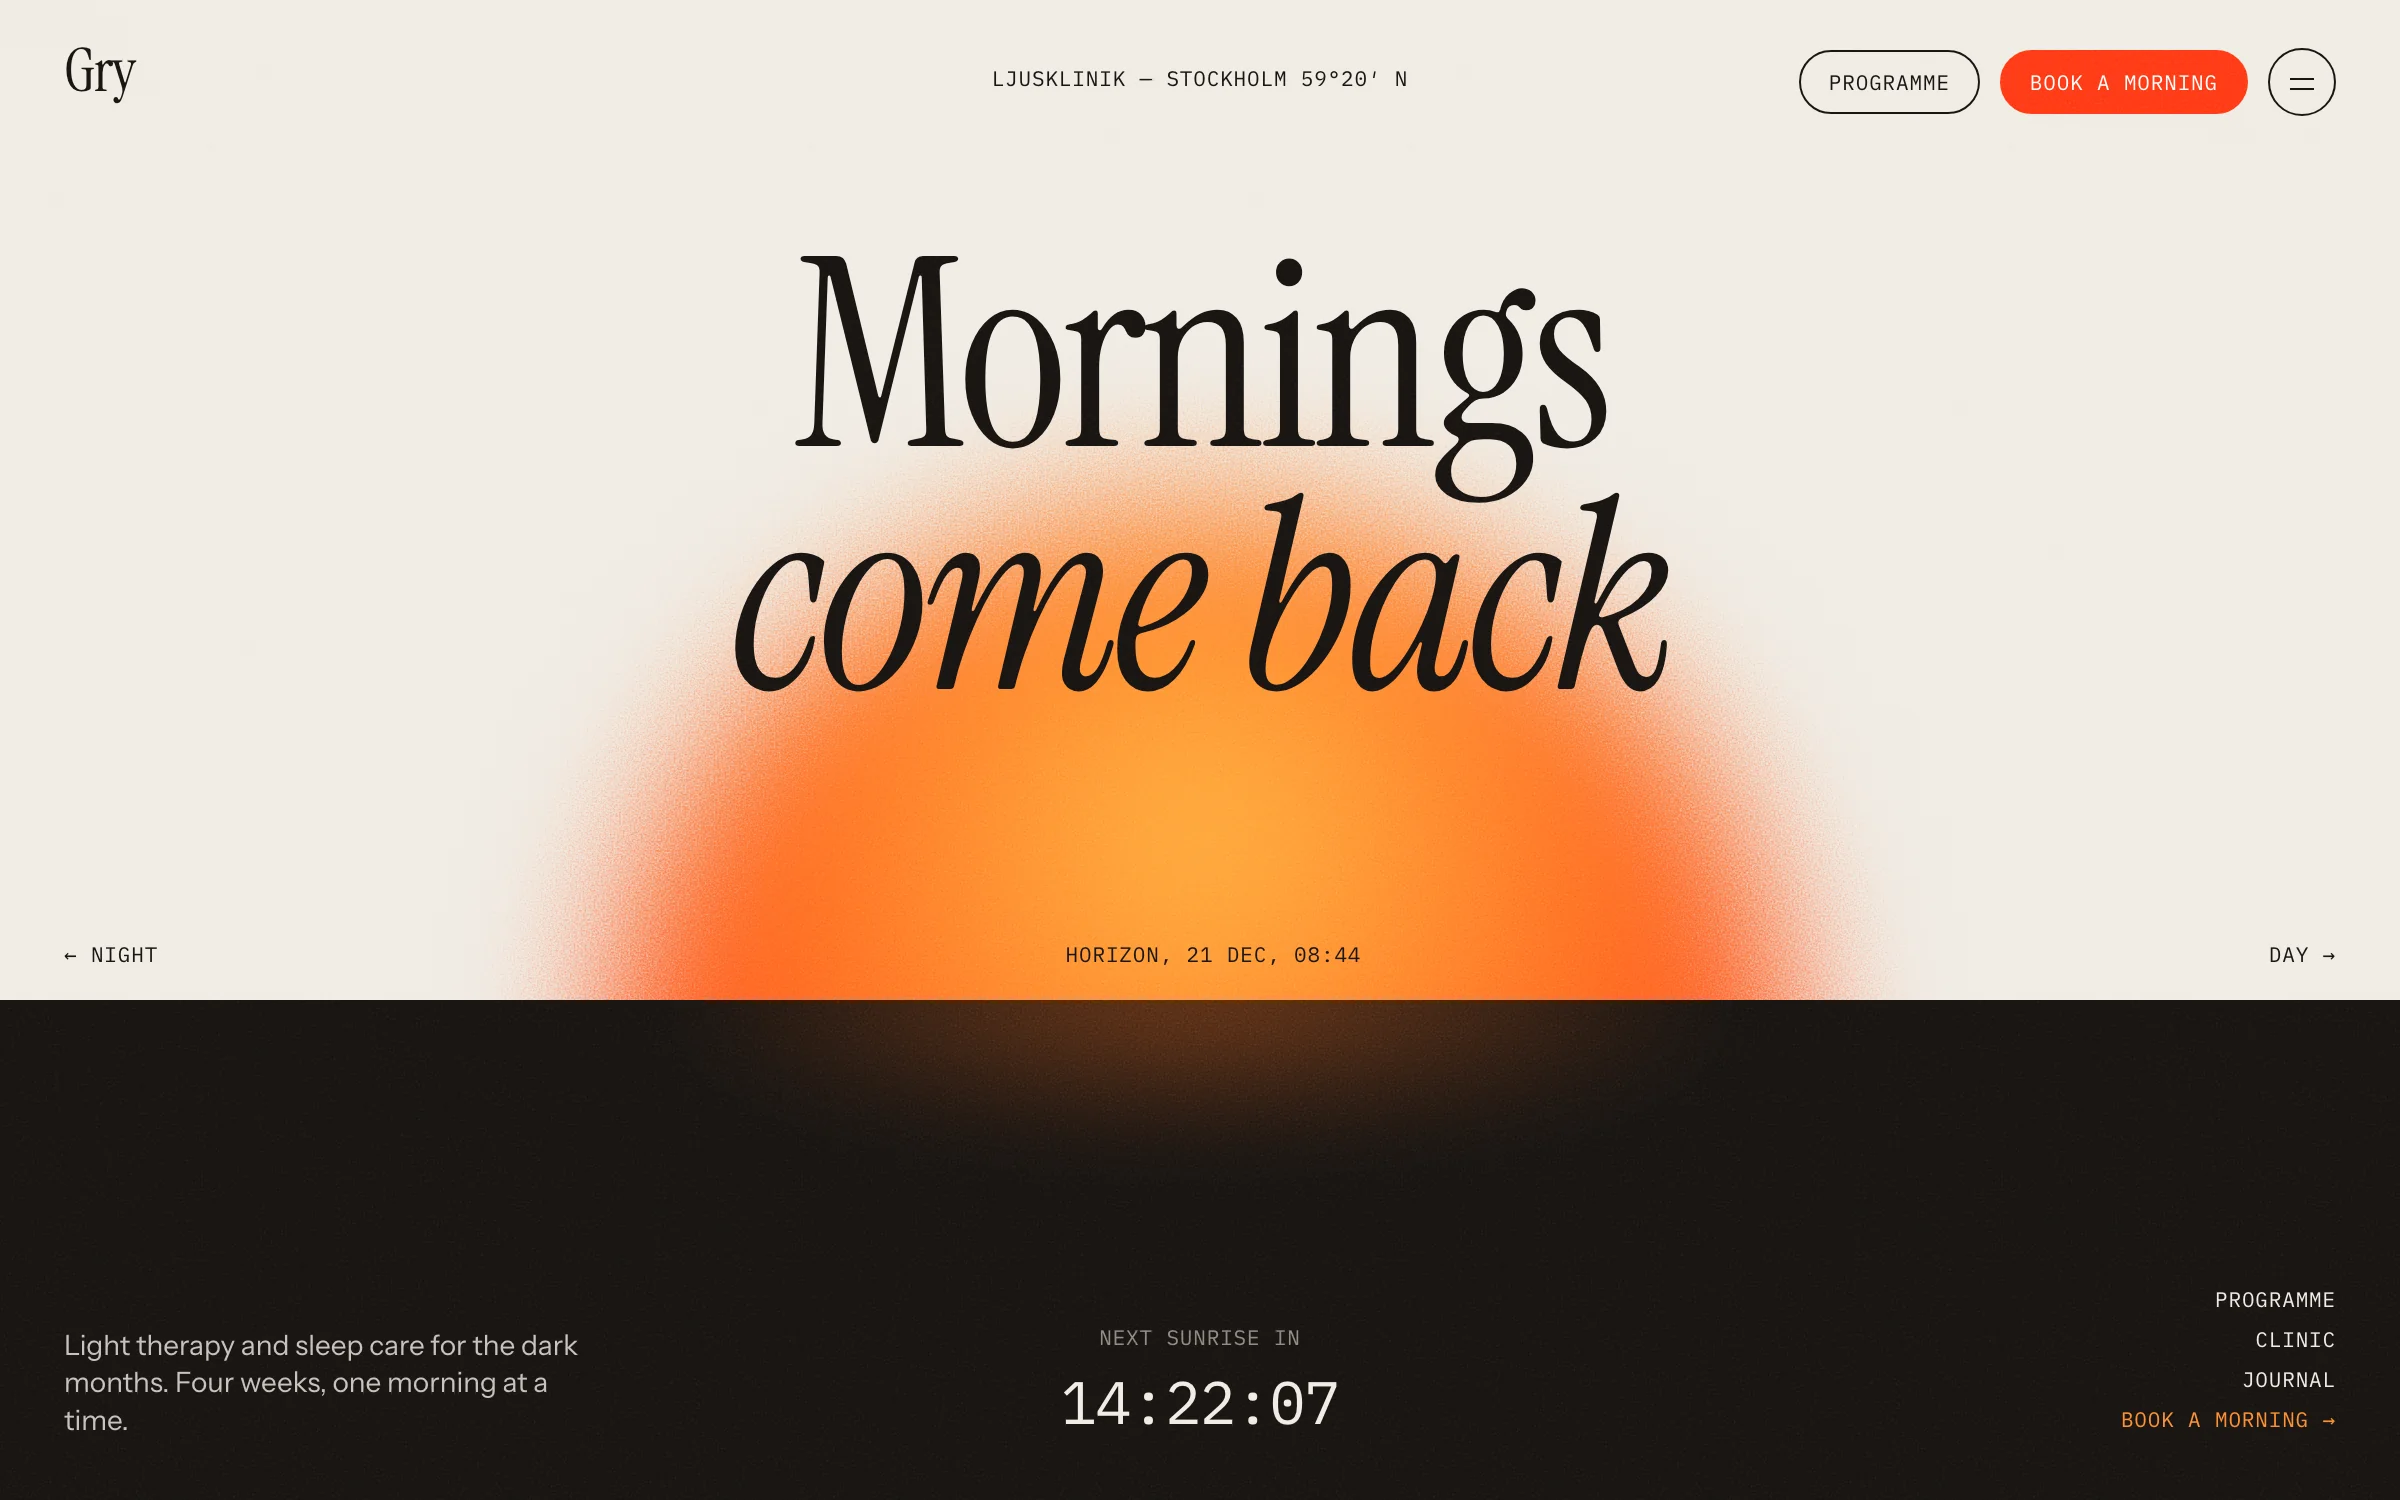 Gry
LJUSKLINIK — STOCKHOLM 59°20′ N
PROGRAMME
BOOK A MORNING
Mornings
come back
← NIGHT
HORIZON, 21 DEC, 08:44
DAY →
Light therapy and sleep care for the dark
months. Four weeks, one morning at a
time.
NEXT SUNRISE IN
14:22:07
PROGRAMME
CLINIC
JOURNAL
BOOK A MORNING →